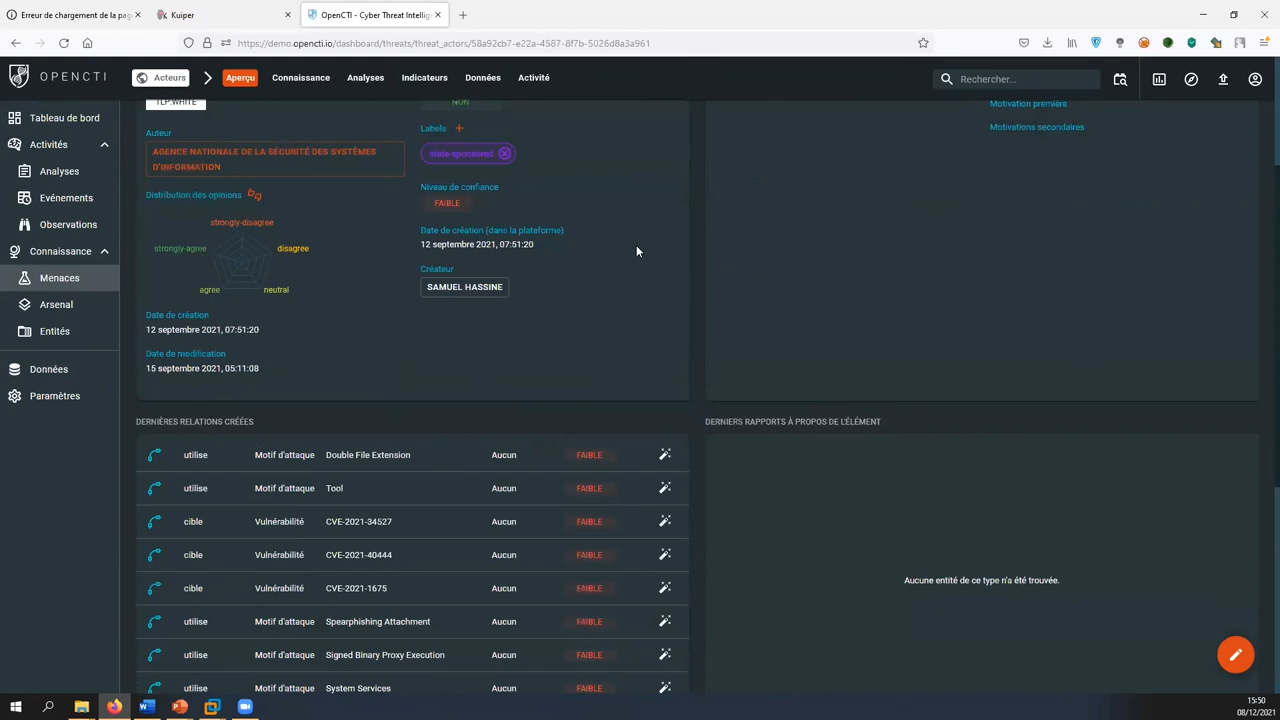 Erreur de chargement de la pag
Kuiper
OpenCTI - Cyber Threat Intellig
https://demo.opencti.io/dashboard/threats/threat_actors/58a92cb7-e22a-4587-8f7b-5026d8a3a961
OPENCTI
Acteurs
Aperçu
Connaissance
Analyses
Indicateurs
Données
Activité
Rechercher...
Tableau de bord
Activités
Analyses
Evénements
Observations
Connaissance
Menaces
Arsenal
Entités
Données
Paramètres
TLP:WHITE
NON
Auteur
AGENCE NATIONALE DE LA SÉCURITÉ DES SYSTÈMES
D'INFORMATION
Labels +
state-sponsored
Distribution des opinions
strongly-disagree
strongly-agree
disagree
agree
neutral
Niveau de confiance
FAIBLE
Date de création (dans la plateforme)
12 septembre 2021, 07:51:20
Créateur
SAMUEL HASSINE
Date de création
12 septembre 2021, 07:51:20
Date de modification
15 septembre 2021, 05:11:08
Motivation première
Motivations secondaires
DERNIÈRES RELATIONS CRÉÉES
utilise Motif d'attaque Double File Extension Aucun FAIBLE
utilise Motif d'attaque Tool Aucun FAIBLE
cible Vulnérabilité CVE-2021-34527 Aucun FAIBLE
cible Vulnérabilité CVE-2021-40444 Aucun FAIBLE
cible Vulnérabilité CVE-2021-1675 Aucun FAIBLE
utilise Motif d'attaque Spearphishing Attachment Aucun FAIBLE
utilise Motif d'attaque Signed Binary Proxy Execution Aucun FAIBLE
utilise Motif d'attaque System Services Aucun FAIBLE
DERNIERS RAPPORTS À PROPOS DE L'ÉLÉMENT
Aucune entité de ce type n'a été trouvée.
15:50
08/12/2021